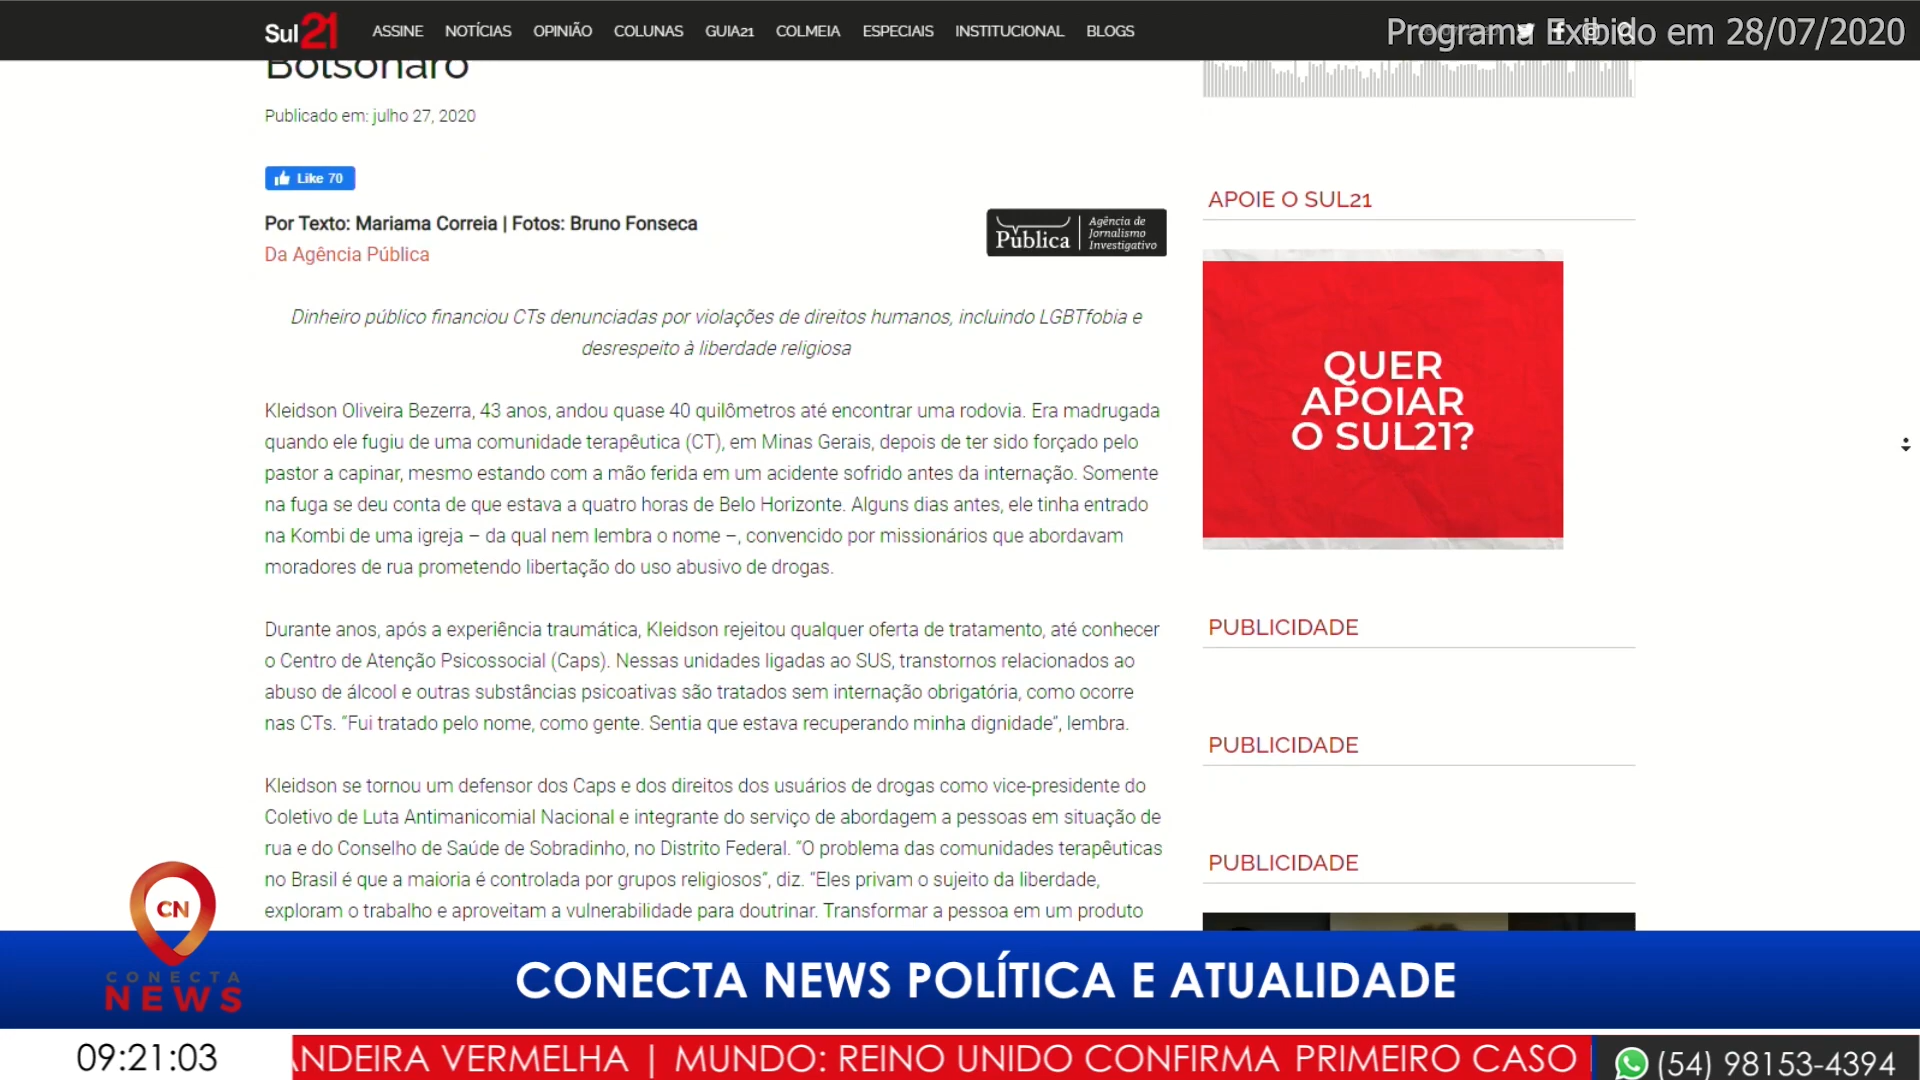 Sul21 ASSINE NOTÍCIAS OPINIÃO COLUNAS GUIA21 COLMEIA ESPECIAIS INSTITUCIONAL BLOGS
Programa Exibido em 28/07/2020
Bolsonaro
Publicado em: julho 27, 2020
Like 70
Por Texto: Mariama Correia | Fotos: Bruno Fonseca
Da Agência Pública
Pública
Agência de
Jornalismo
Investigativo
Dinheiro público financiou CTs denunciadas por violações de direitos humanos, incluindo LGBTfobia e
desrespeito à liberdade religiosa
Kleidson Oliveira Bezerra, 43 anos, andou quase 40 quilômetros até encontrar uma rodovia. Era madrugada
quando ele fugiu de uma comunidade terapêutica (CT), em Minas Gerais, depois de ter sido forçado pelo
pastor a capinar, mesmo estando com a mão ferida em um acidente sofrido antes da internação. Somente
na fuga se deu conta de que estava a quatro horas de Belo Horizonte. Alguns dias antes, ele tinha entrado
na Kombi de uma igreja – da qual nem lembra o nome –, convencido por missionários que abordavam
moradores de rua prometendo libertação do uso abusivo de drogas.
Durante anos, após a experiência traumática, Kleidson rejeitou qualquer oferta de tratamento, até conhecer
o Centro de Atenção Psicossocial (Caps). Nessas unidades ligadas ao SUS, transtornos relacionados ao
abuso de álcool e outras substâncias psicoativas são tratados sem internação obrigatória, como ocorre
nas CTs. “Fui tratado pelo nome, como gente. Sentia que estava recuperando minha dignidade”, lembra.
Kleidson se tornou um defensor dos Caps e dos direitos dos usuários de drogas como vice-presidente do
Coletivo de Luta Antimanicomial Nacional e integrante do serviço de abordagem a pessoas em situação de
rua e do Conselho de Saúde de Sobradinho, no Distrito Federal. “O problema das comunidades terapêuticas
no Brasil é que a maioria é controlada por grupos religiosos”, diz. “Eles privam o sujeito da liberdade,
exploram o trabalho e aproveitam a vulnerabilidade para doutrinar. Transformar a pessoa em um produto
APOIE O SUL21
QUER
APOIAR
O SUL21?
PUBLICIDADE
PUBLICIDADE
PUBLICIDADE
CN
CONECTA
NEWS
CONECTA NEWS POLÍTICA E ATUALIDADE
09:21:03
ANDEIRA VERMELHA | MUNDO: REINO UNIDO CONFIRMA PRIMEIRO CASO
(54) 98153-4394